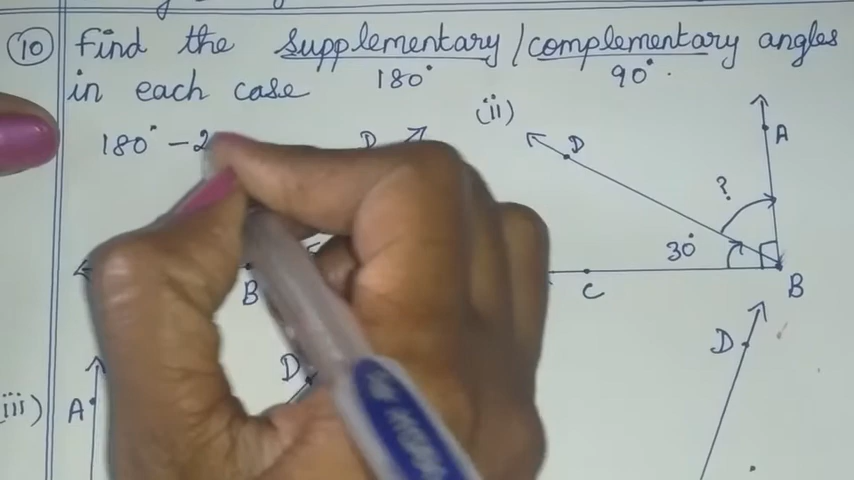 10 Find the supplementary/complementary angles
180° 90°.
in each case
180° - 2
D
(ii)
D
A
?
30°
B
C
B
D
D
(iii)
A